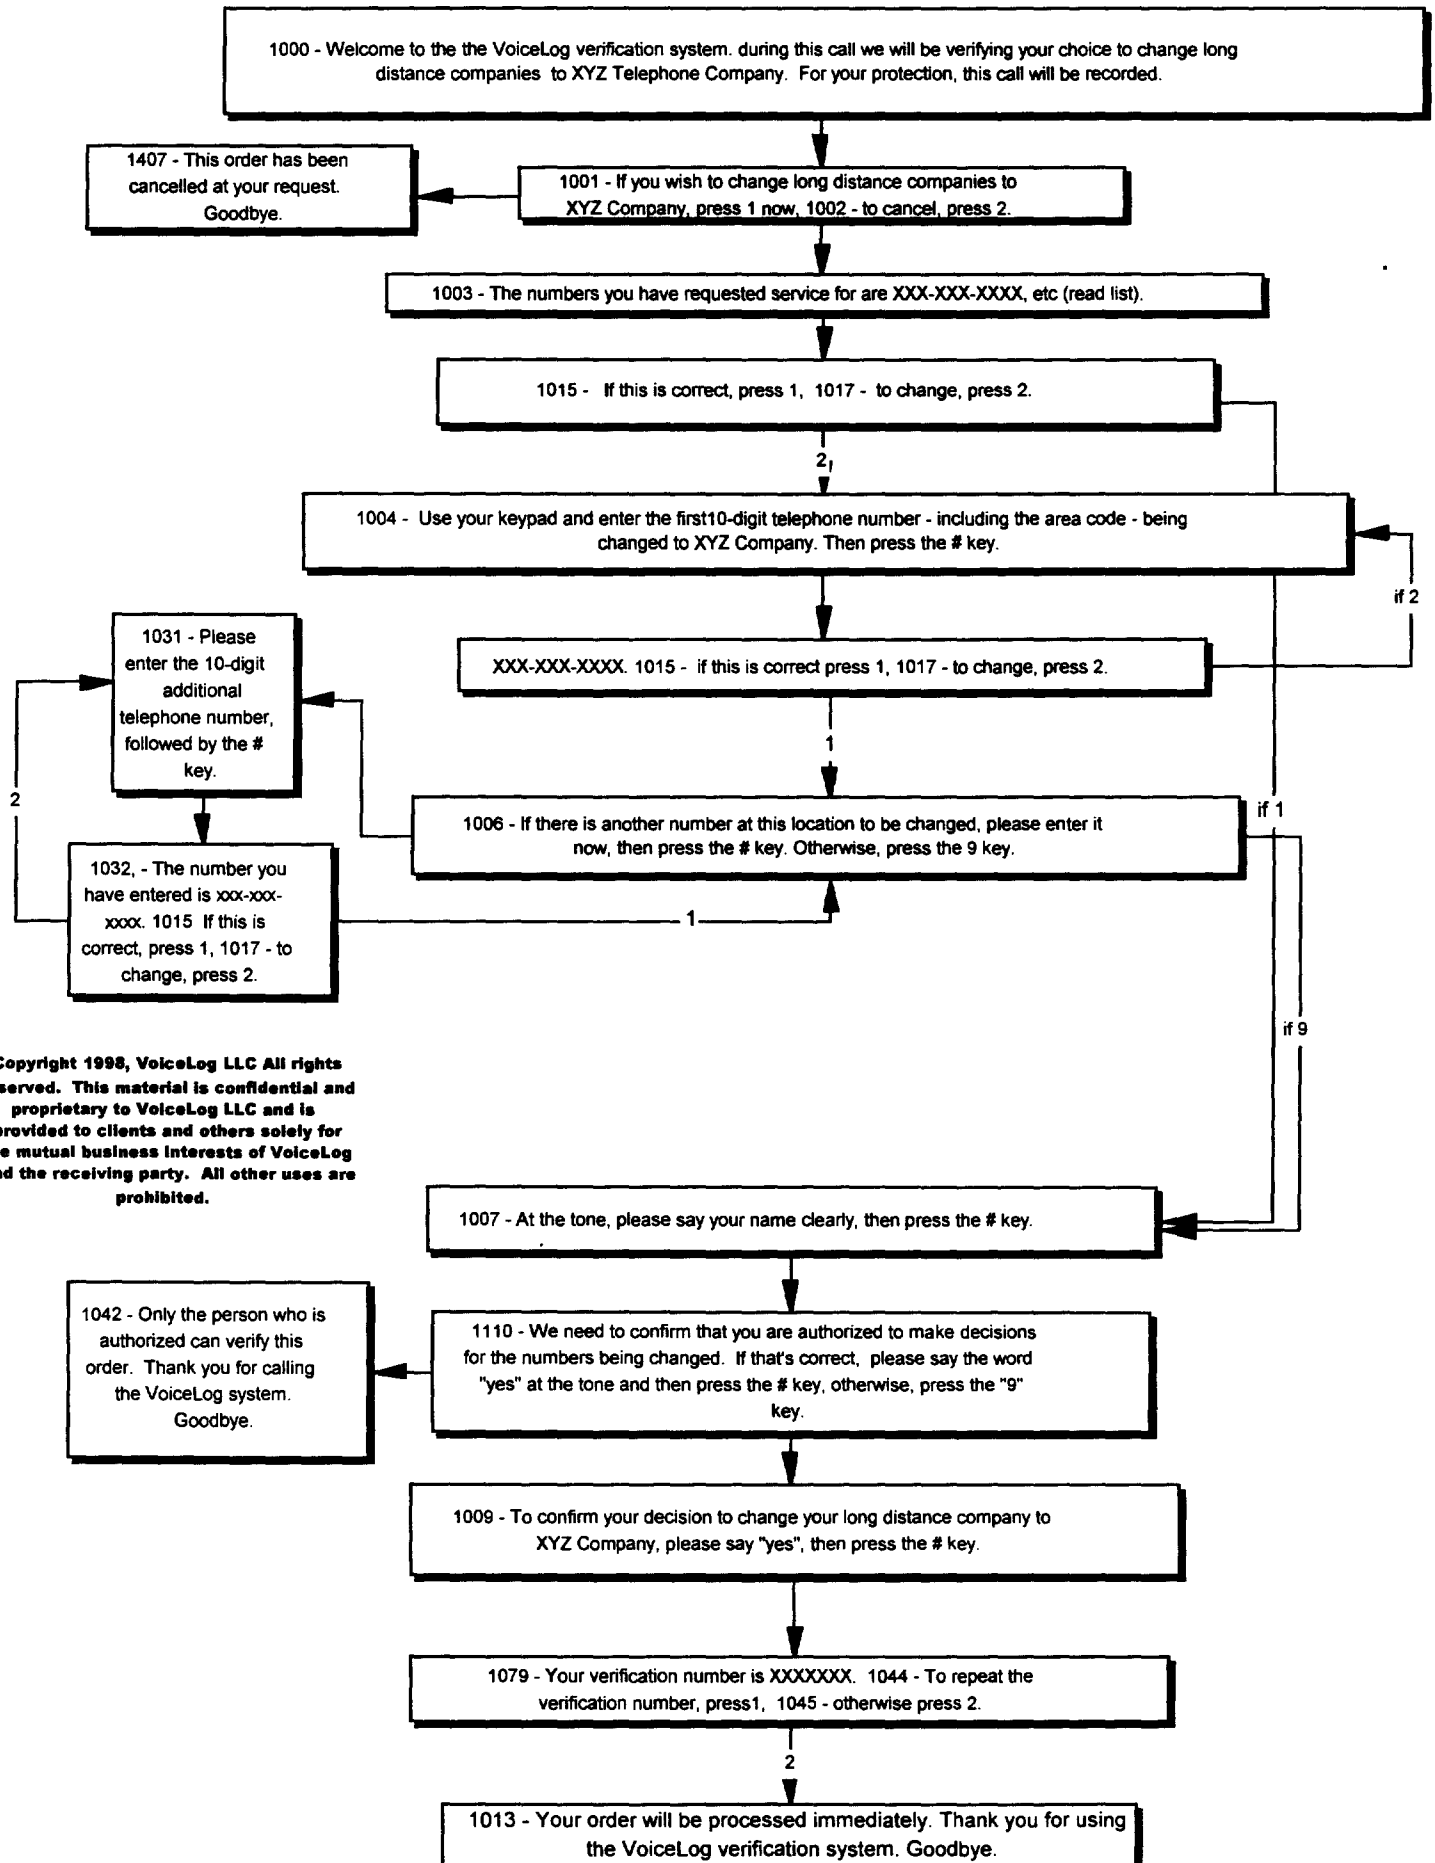 1000 - Welcome to the the VoiceLog verification system. during this call we will be verifying your choice to change long
distance companies to XYZ Telephone Company. For your protection, this call will be recorded.
1407 - This order has been
cancelled at your request.
Goodbye.
1001 - If you wish to change long distance companies to
XYZ Company, press 1 now, 1002 - to cancel, press 2.
1003 - The numbers you have requested service for are XXX-XXX-XXXX, etc (read list).
1015 - If this is correct, press 1, 1017 - to change, press 2.
2
1004 - Use your keypad and enter the first10-digit telephone number - including the area code - being
changed to XYZ Company. Then press the # key.
if 2
1031 - Please
enter the 10-digit
additional
telephone number,
followed by the #
key.
XXX-XXX-XXXX. 1015 - if this is correct press 1, 1017 - to change, press 2.
1
2
1006 - If there is another number at this location to be changed, please enter it
now, then press the # key. Otherwise, press the 9 key.
if 1
1032, - The number you
have entered is xxx-xxx-
xxxx. 1015 If this is
correct, press 1, 1017 - to
change, press 2.
1
if 9
Copyright 1998, VoiceLog LLC All rights
served. This material is confidential and
proprietary to VoiceLog LLC and is
provided to clients and others solely for
e mutual business interests of VoiceLog
d the receiving party. All other uses are
prohibited.
1007 - At the tone, please say your name clearly, then press the # key.
1042 - Only the person who is
authorized can verify this
order. Thank you for calling
the VoiceLog system.
Goodbye.
1110 - We need to confirm that you are authorized to make decisions
for the numbers being changed. If that's correct, please say the word
"yes" at the tone and then press the # key, otherwise, press the "9"
key.
1009 - To confirm your decision to change your long distance company to
XYZ Company, please say "yes", then press the # key.
1079 - Your verification number is XXXXXXX. 1044 - To repeat the
verification number, press1, 1045 - otherwise press 2.
2
1013 - Your order will be processed immediately. Thank you for using
the VoiceLog verification system. Goodbye.